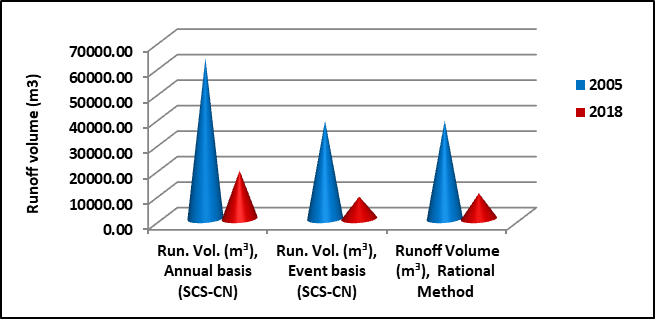 Runoff volume (m3)
70000.00
60000.00
50000.00
40000.00
30000.00
20000.00
10000.00
0.00
Run. Vol. (m³),
Annual basis
(SCS-CN)
Run. Vol. (m³),
Event basis
(SCS-CN)
Runoff Volume
(m³),  Rational
Method
2005
2018